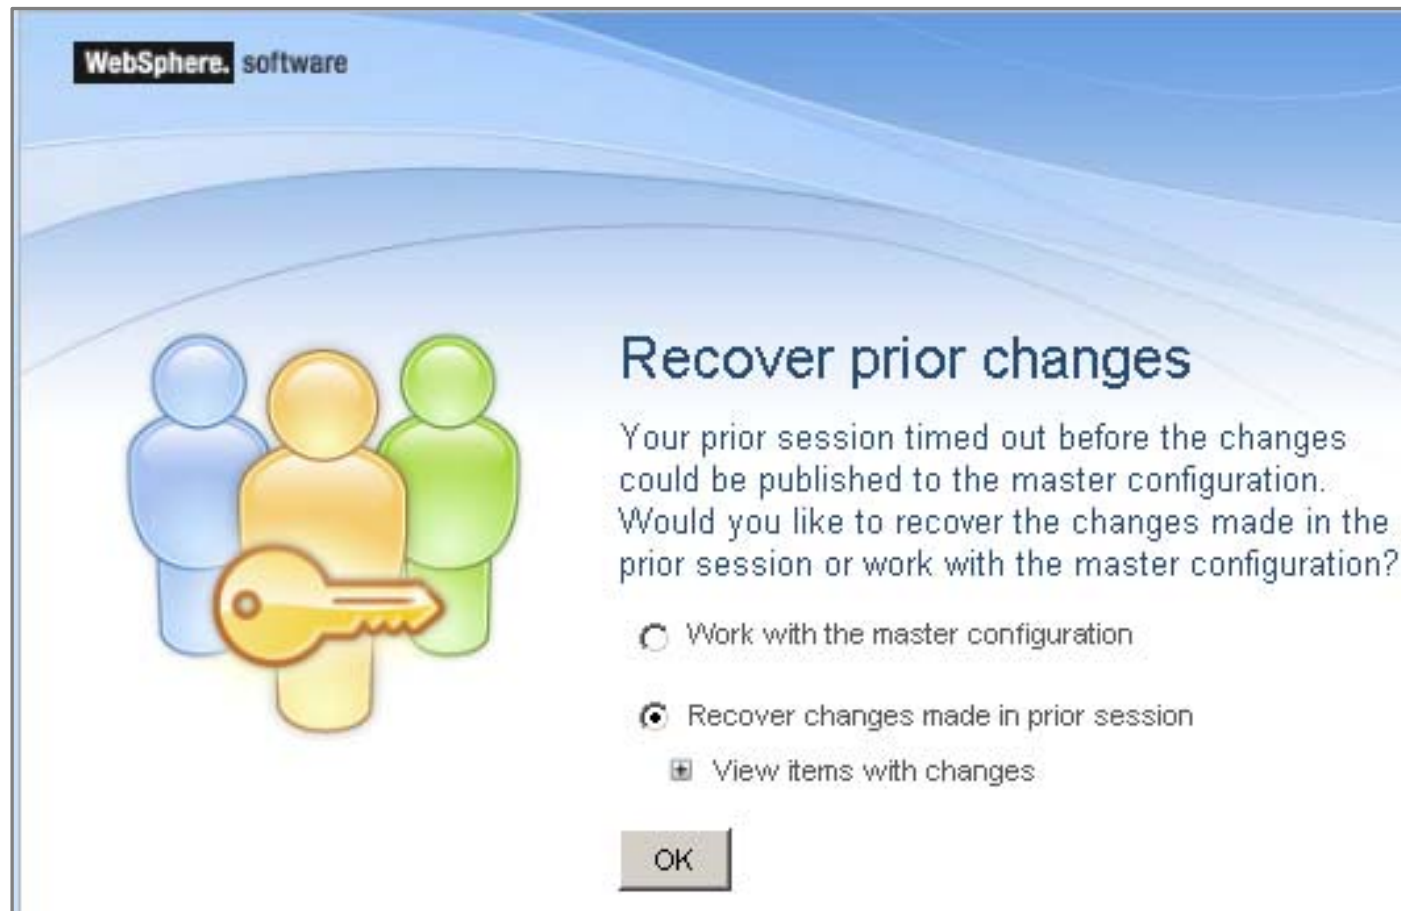 WebSphere. software
Recover prior changes
Your prior session timed out before the changes
could be published to the master configuration.
Would you like to recover the changes made in the
prior session or work with the master configuration?
Work with the master configuration
Recover changes made in prior session
View items with changes
OK